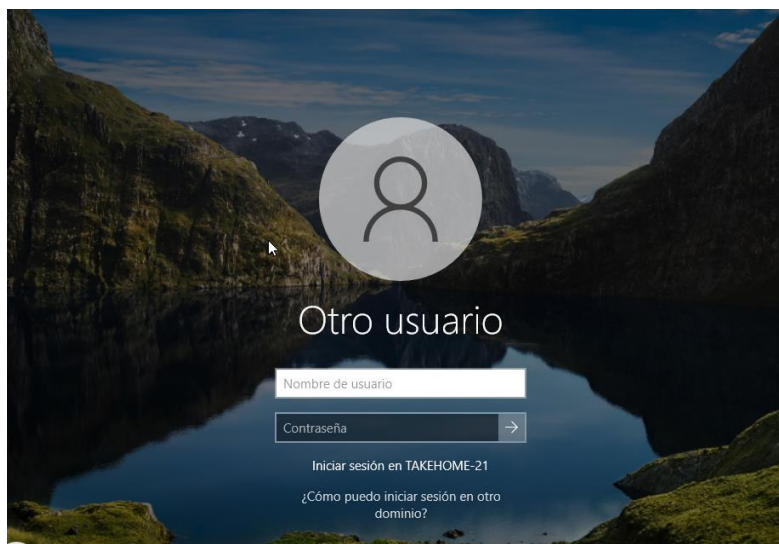 Otro usuario
Nombre de usuario
Contraseña
Iniciar sesión en TAKEHOME-21
¿Cómo puedo iniciar sesión en otro
dominio?